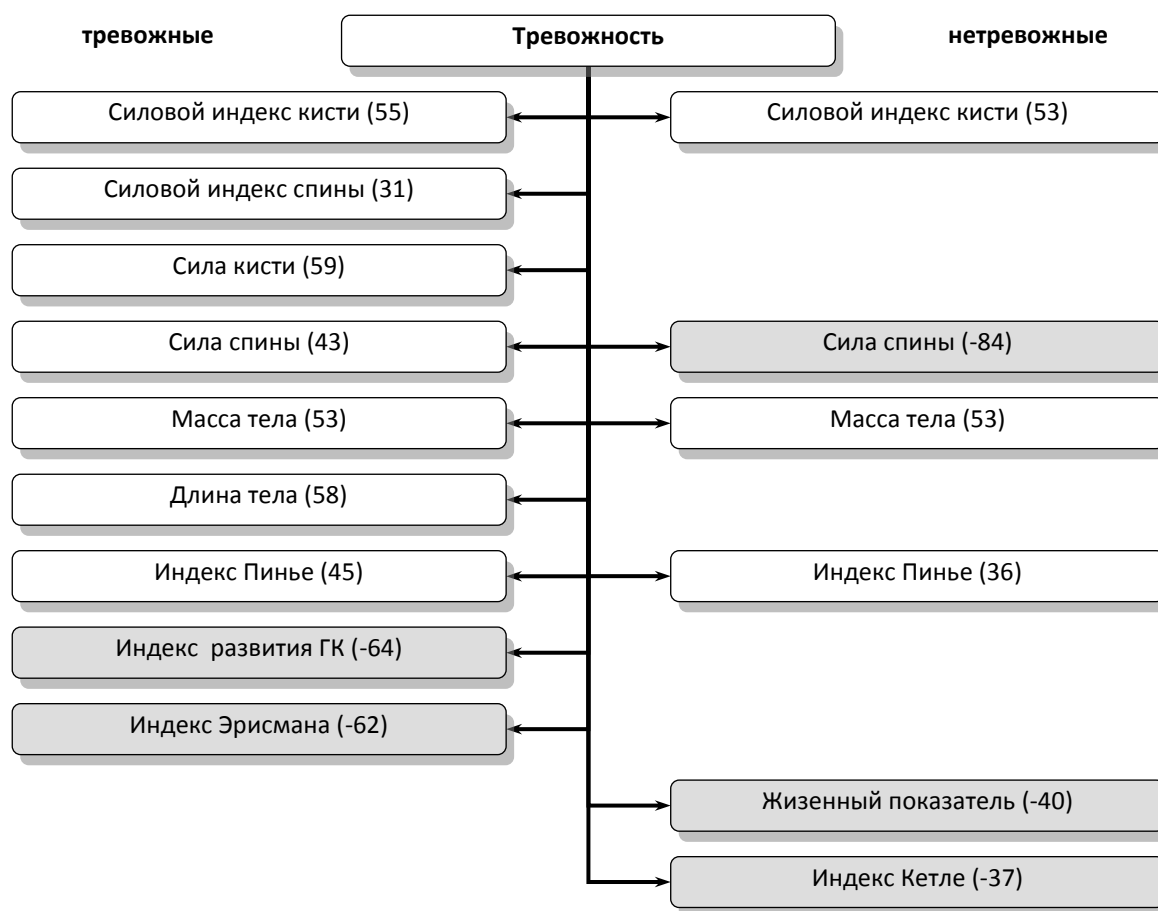 тревожные
Тревожность
нетревожные
Силовой индекс кисти (55)
Силовой индекс кисти (53)
Силовой индекс спины (31)
Сила кисти (59)
Сила спины (43)
Сила спины (-84)
Масса тела (53)
Масса тела (53)
Длина тела (58)
Индекс Пинье (45)
Индекс Пинье (36)
Индекс  развития ГК (-64)
Индекс Эрисмана (-62)
Жизенный показатель (-40)
Индекс Кетле (-37)